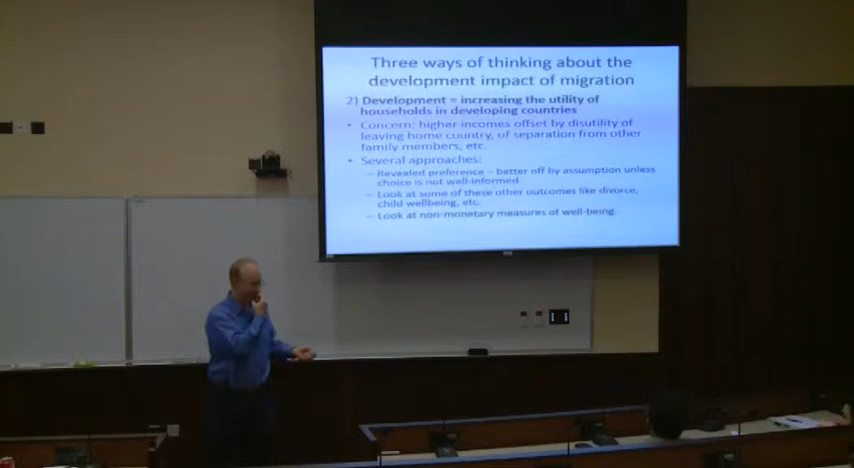 Three ways of thinking about the
development impact of migration
2) Development = increasing the utility of
households in developing countries
• Concern: higher incomes offset by disutility of
leaving home country, of separation from other
family members, etc.
• Several approaches:
– Revealed preference – better off by assumption unless
choice is not well-informed.
– Look at some of these other outcomes like divorce,
child wellbeing, etc.
– Look at non-monetary measures of well-being.